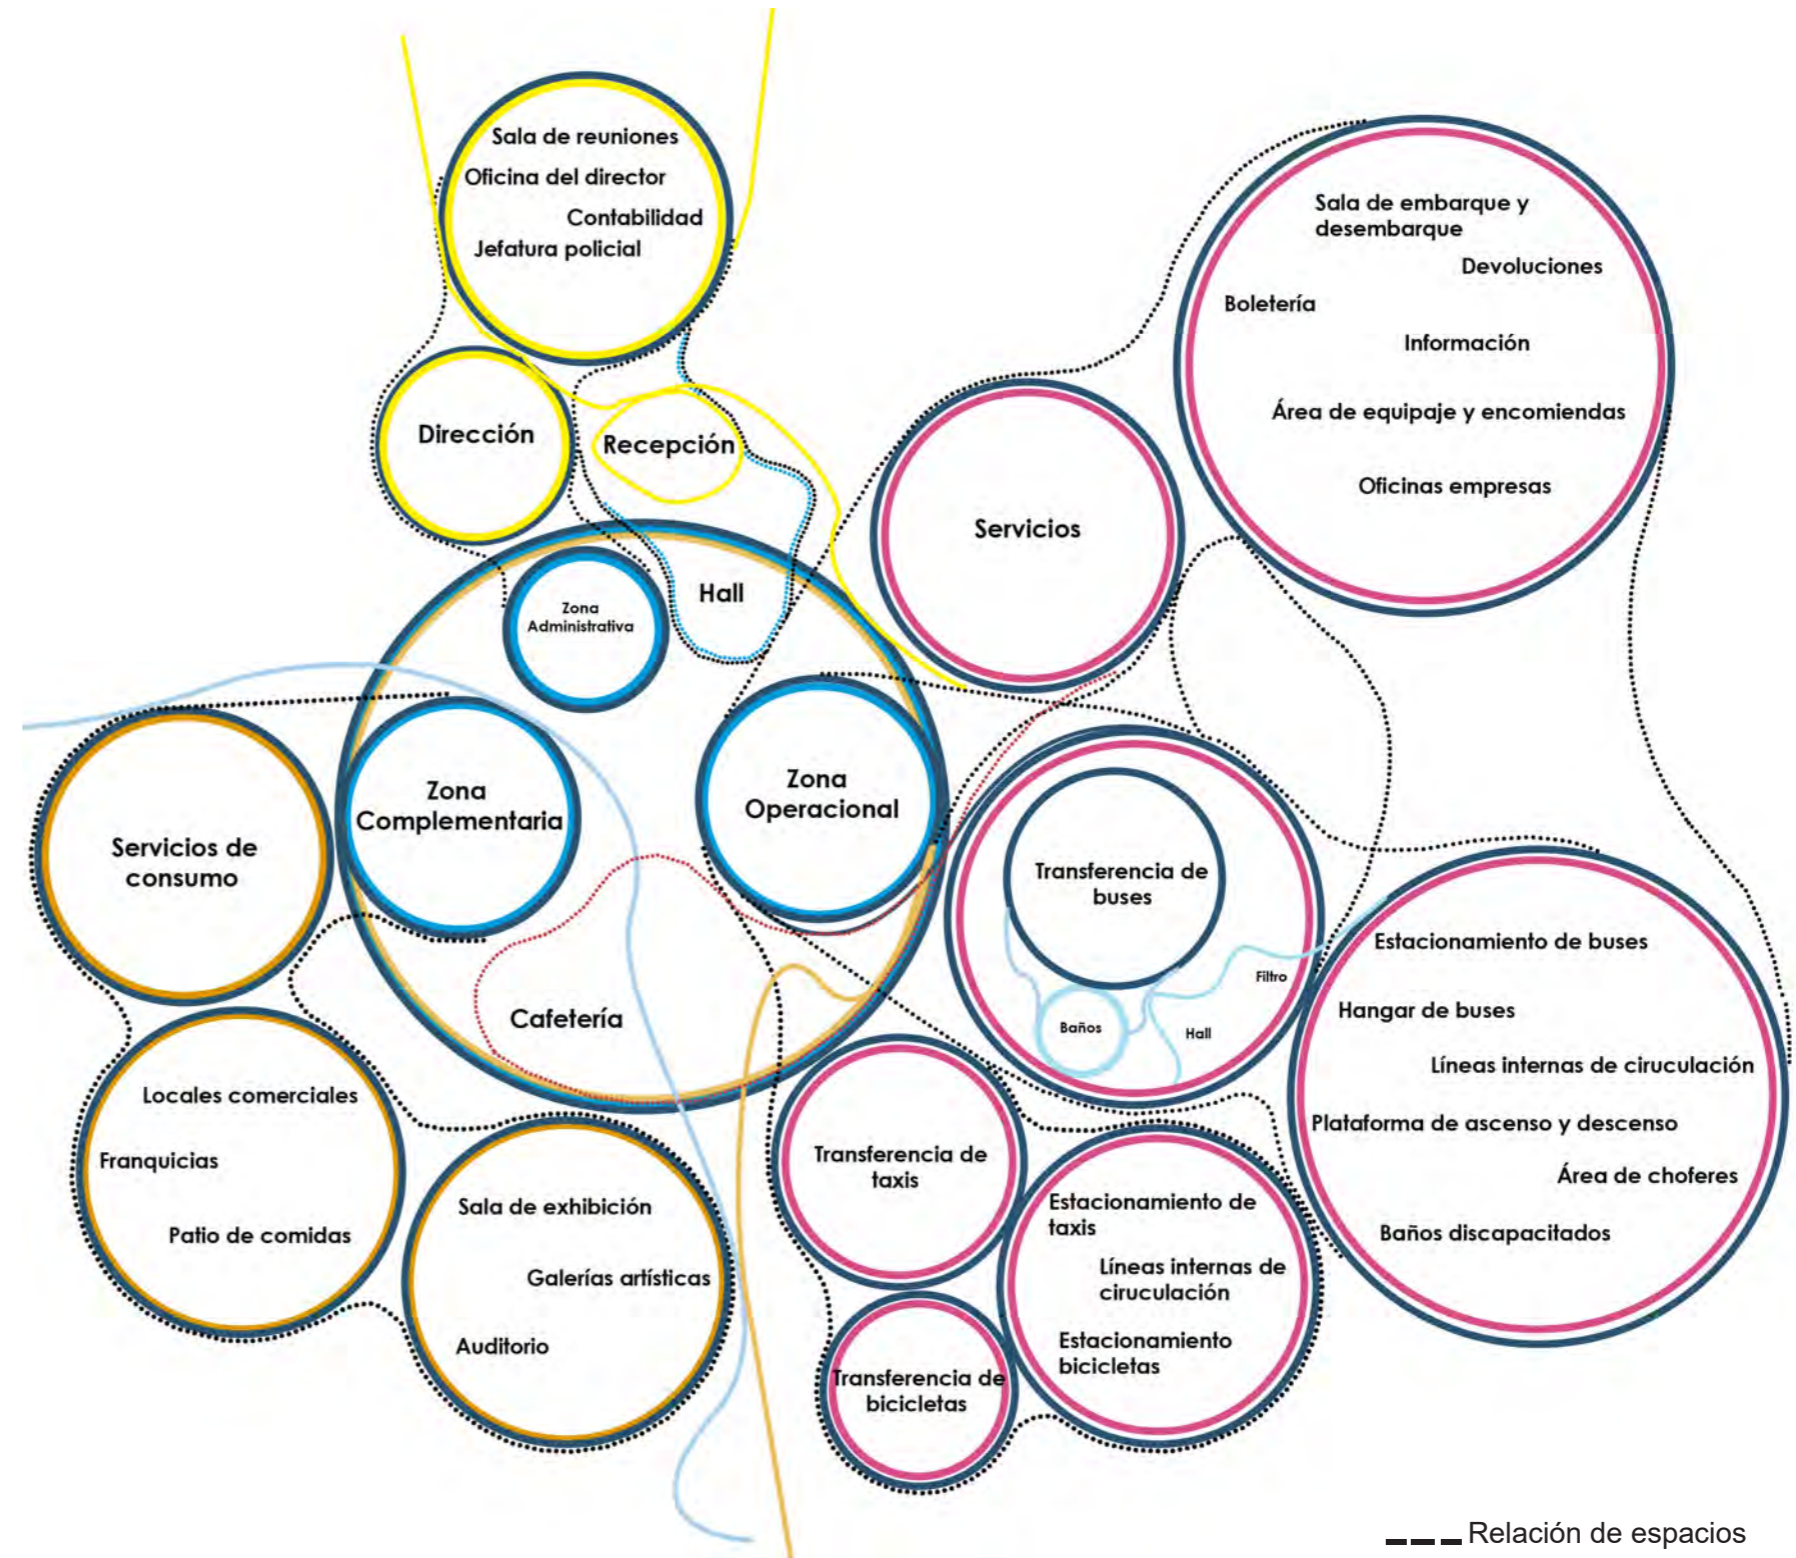 Sala de reuniones
Oficina del director
Contabilidad
Jefatura policial
Dirección
Recepción
Hall
Zona
Administrativa
Servicios
Sala de embarque y
desembarque
Devoluciones
Boletería
Información
Área de equipaje y encomiendas
Oficinas empresas
Zona
Complementaria
Zona
Operacional
Servicios de
consumo
Cafetería
Transferencia de
buses
Filtro
Baños
Hall
Estacionamiento de buses
Hangar de buses
Líneas internas de ciruculación
Plataforma de ascenso y descenso
Área de choferes
Baños discapacitados
Locales comerciales
Franquicias
Patio de comidas
Sala de exhibición
Galerías artísticas
Auditorio
Transferencia de
taxis
Estacionamiento de
taxis
Líneas internas de
ciruculación
Estacionamiento
bicicletas
Transferencia de
bicicletas
Relación de espacios